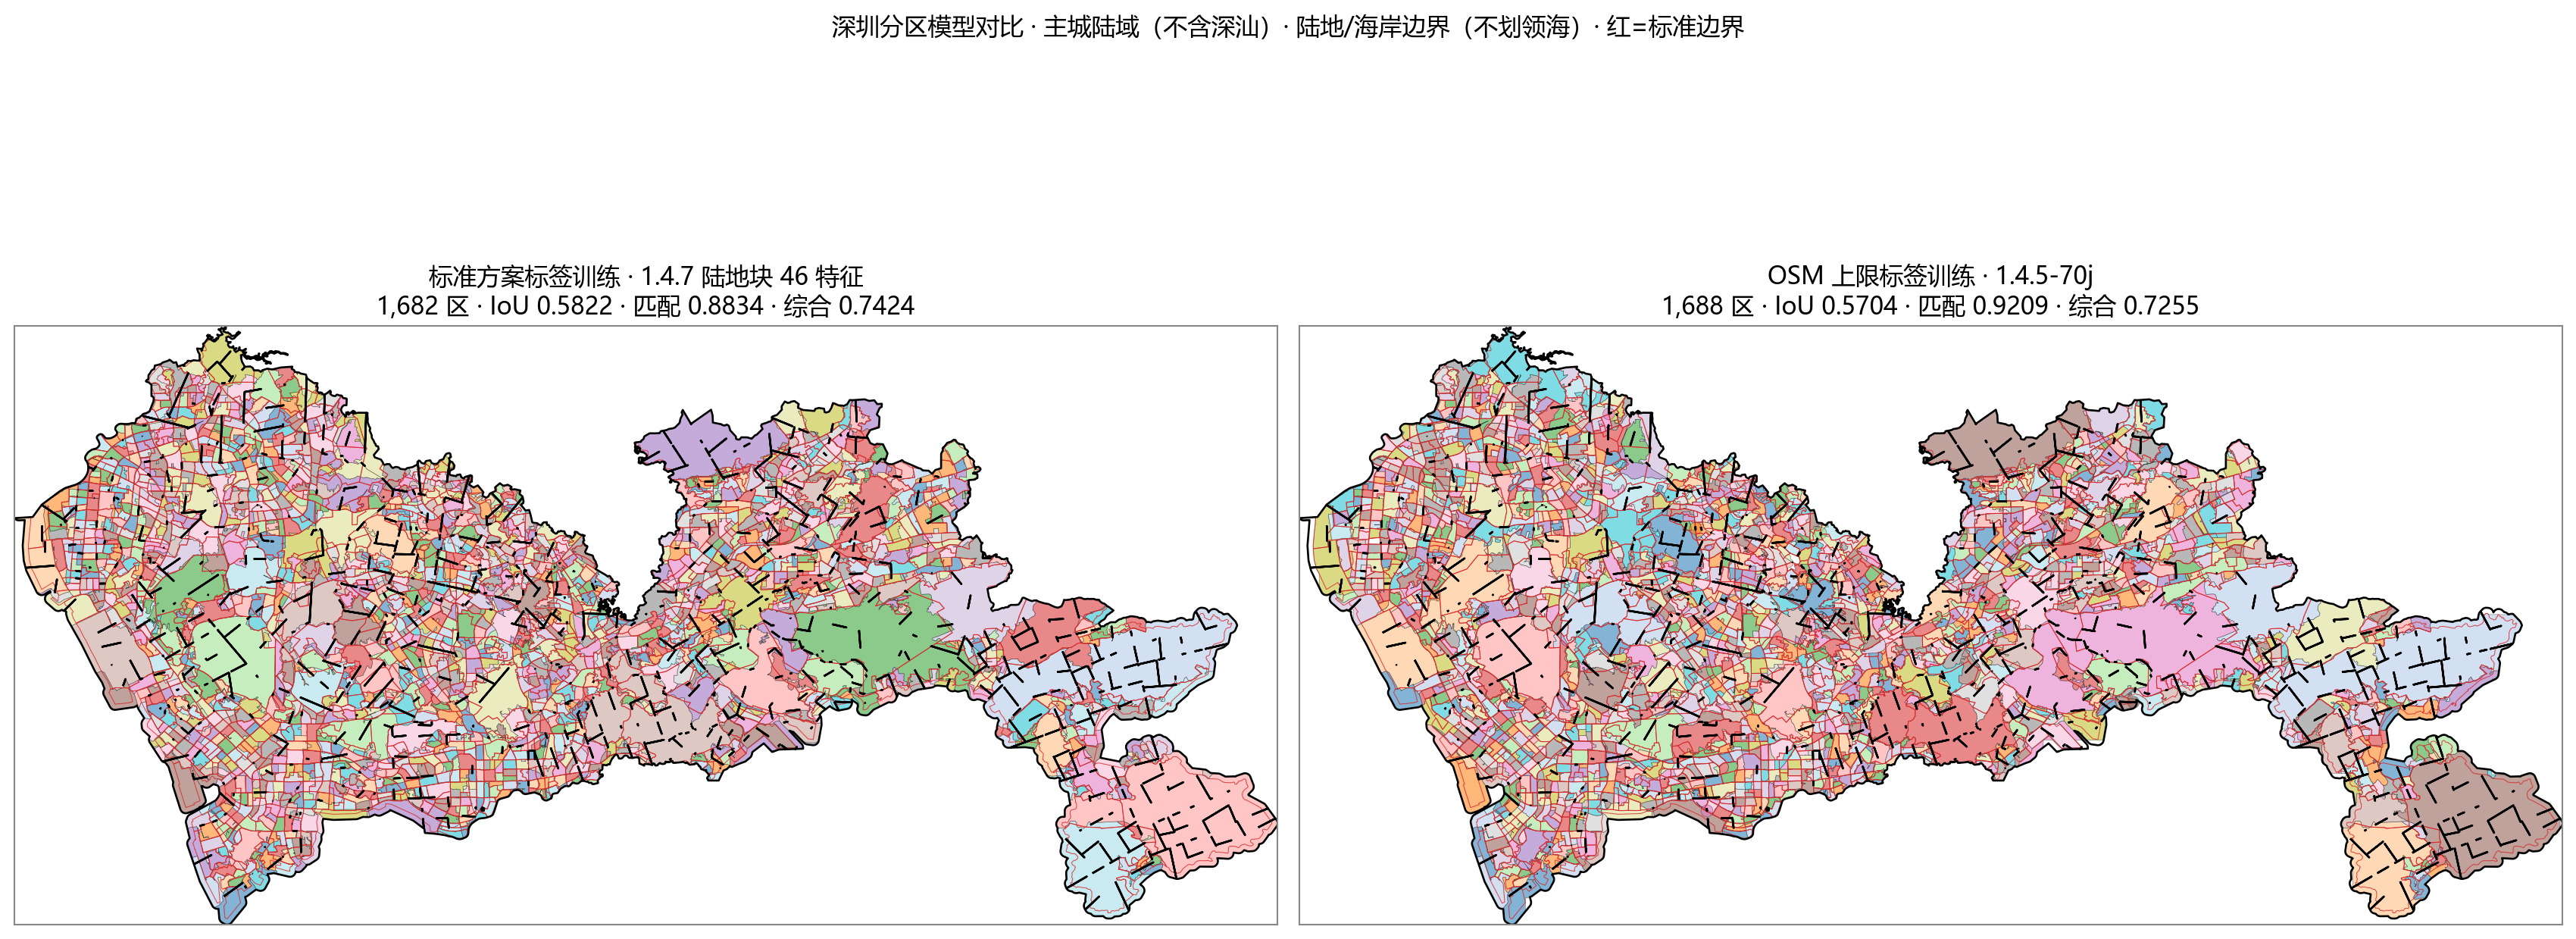 深圳分区模型对比 · 主城陆域（不含深汕）· 陆地/海岸边界（不划领海）· 红=标准边界
标准方案标签训练 · 1.4.7 陆地块 46 特征
1,682 区 · IoU 0.5822 · 匹配 0.8834 · 综合 0.7424
OSM 上限标签训练 · 1.4.5-70j
1,688 区 · IoU 0.5704 · 匹配 0.9209 · 综合 0.7255